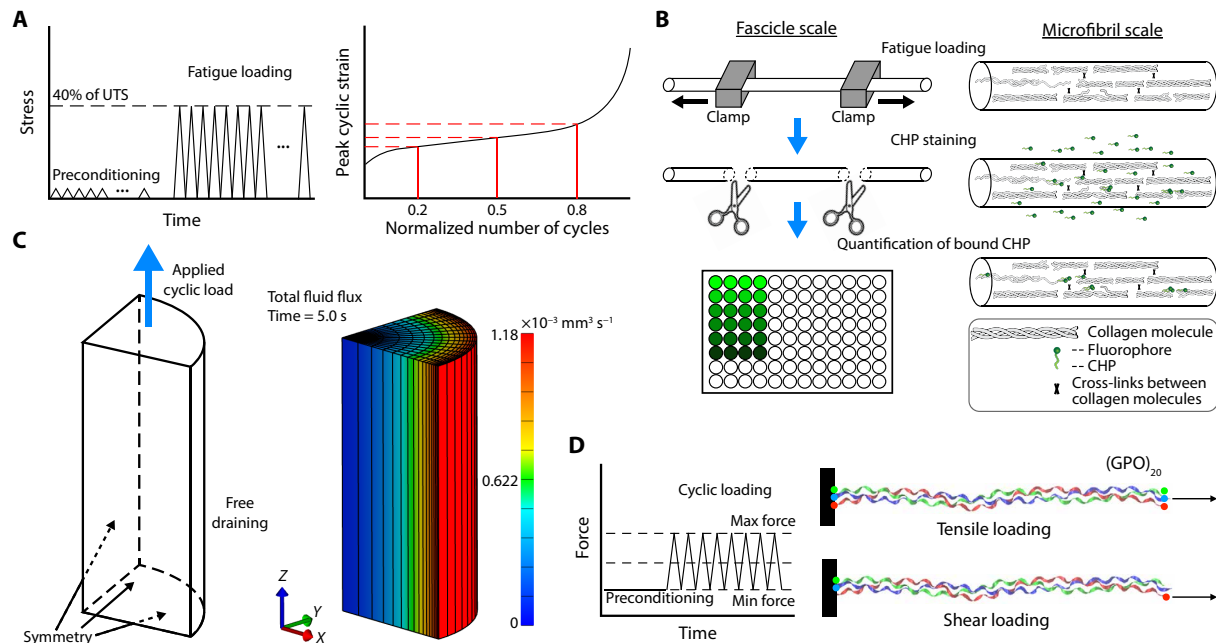 A
Stress
40% of UTS
Fatigue loading
Preconditioning
...
...
Time
Peak cyclic strain
0.2
0.5
0.8
Normalized number of cycles
B
Fascicle scale
Microfibril scale
Fatigue loading
Clamp
Clamp
CHP staining
Quantification of bound CHP
Collagen molecule
Fluorophore
CHP
Cross-links between
collagen molecules
C
Applied
cyclic load
Free
draining
Symmetry
Total fluid flux
Time = 5.0 s
×10⁻³ mm³ s⁻¹
1.18
0.622
0
Z
Y
X
D
Force
Cyclic loading
Max force
Preconditioning
Min force
Time
(GPO)₂₀
Tensile loading
Shear loading